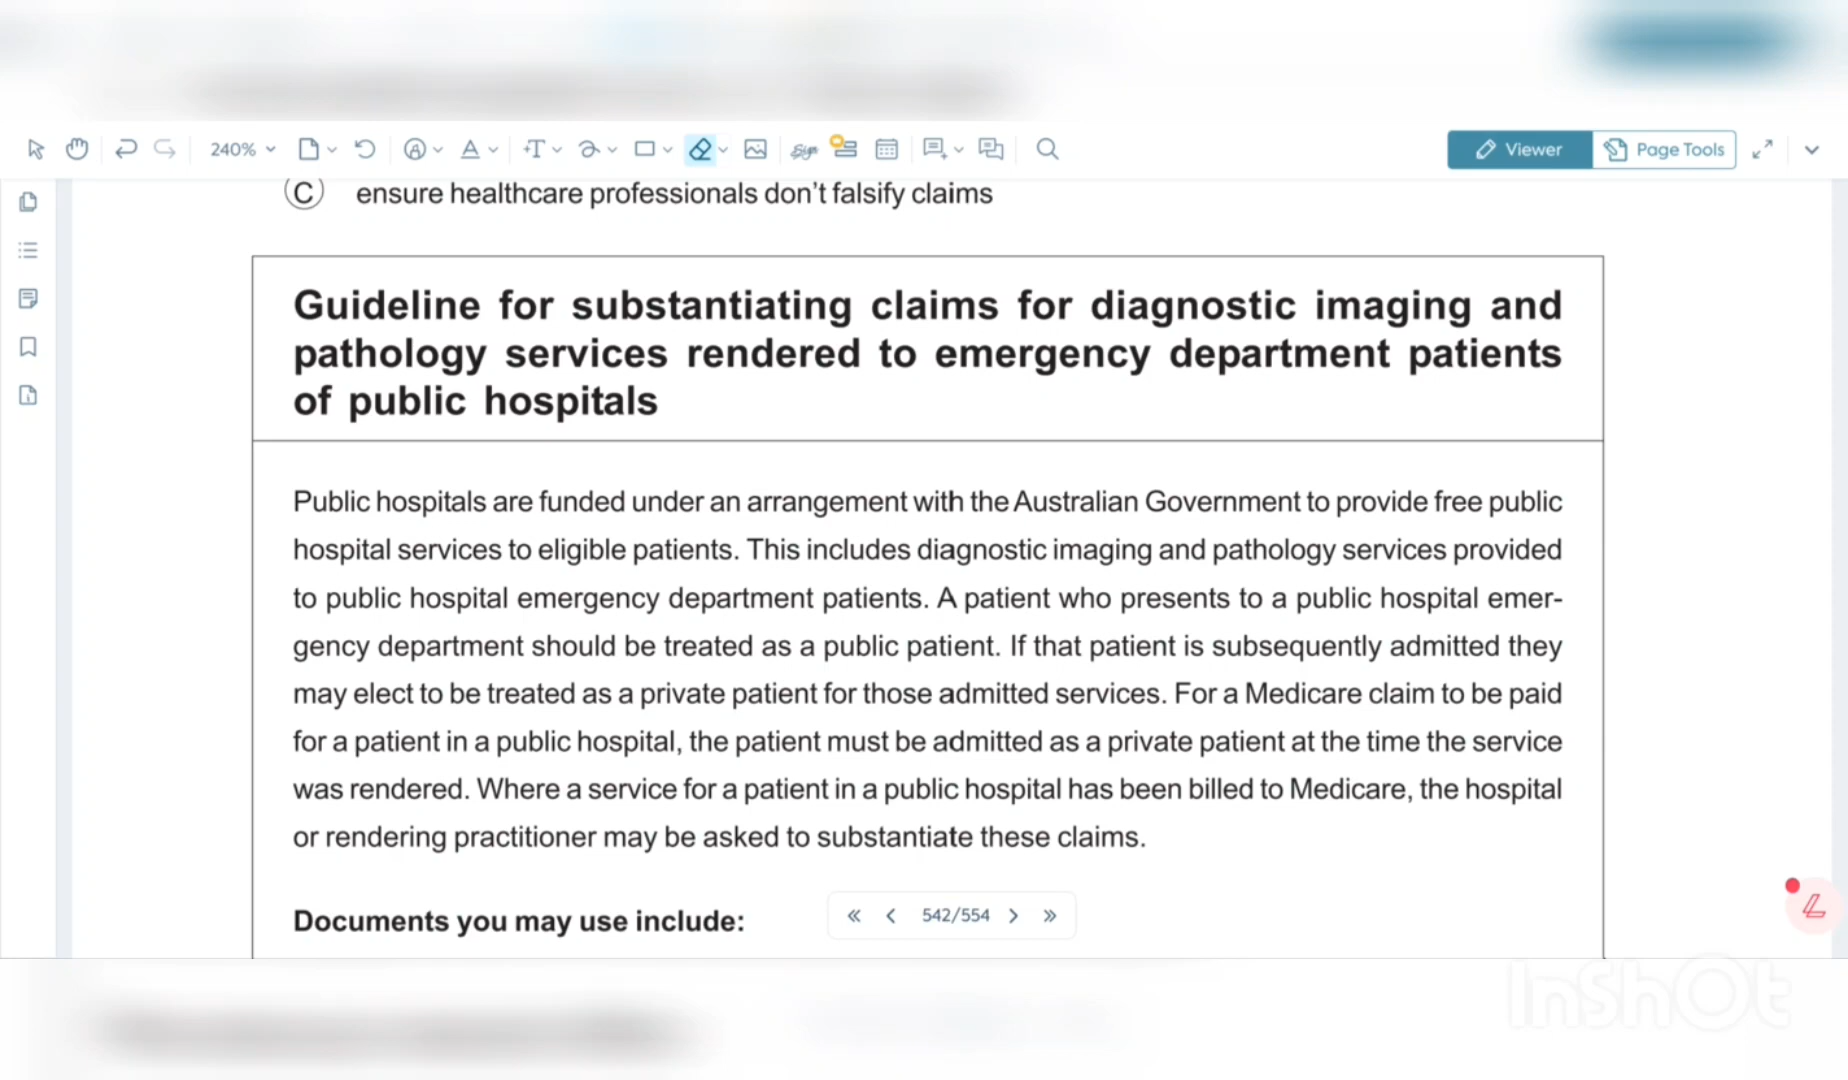 240%
Sign
Viewer
Page Tools
C ensure healthcare professionals don't falsify claims
Guideline for substantiating claims for diagnostic imaging and
pathology services rendered to emergency department patients
of public hospitals
Public hospitals are funded under an arrangement with the Australian Government to provide free public
hospital services to eligible patients. This includes diagnostic imaging and pathology services provided
to public hospital emergency department patients. A patient who presents to a public hospital emer-
gency department should be treated as a public patient. If that patient is subsequently admitted they
may elect to be treated as a private patient for those admitted services. For a Medicare claim to be paid
for a patient in a public hospital, the patient must be admitted as a private patient at the time the service
was rendered. Where a service for a patient in a public hospital has been billed to Medicare, the hospital
or rendering practitioner may be asked to substantiate these claims.
Documents you may use include:
542/554
InShOt